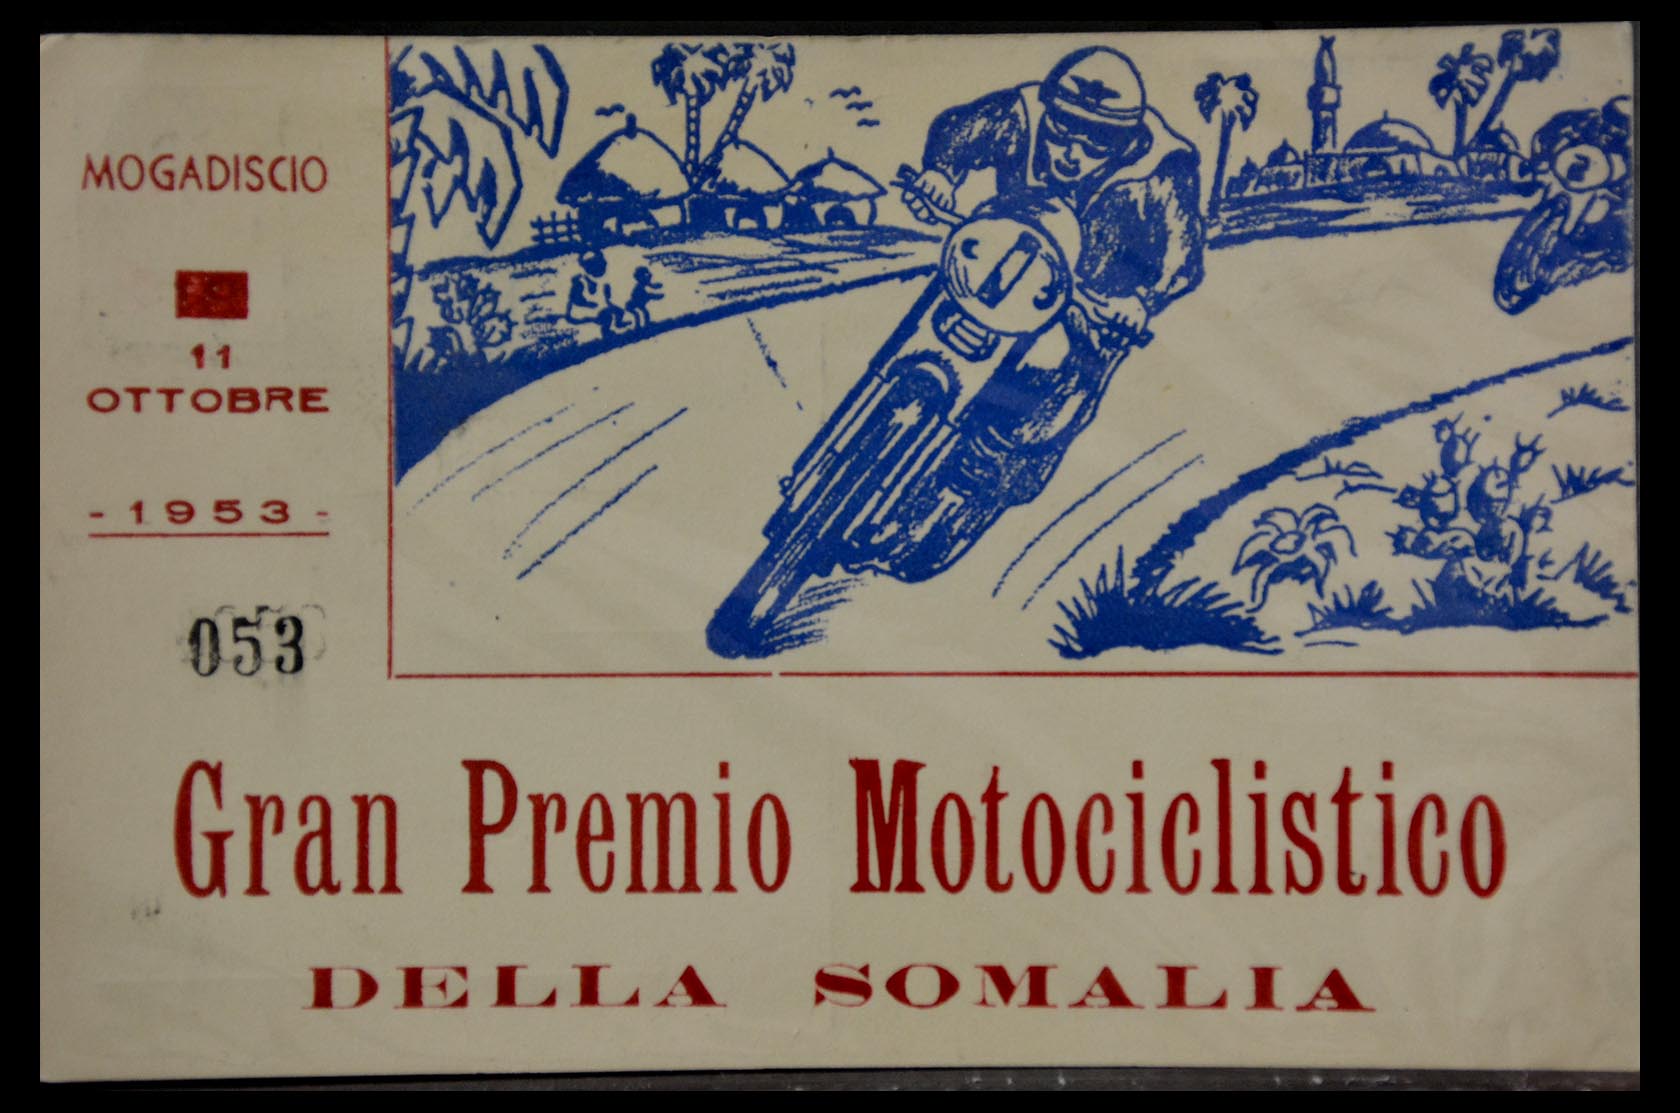 MOGADISCIO
11
OTTOBRE
- 1953 -
053
Gran Premio Motociclistico
DELLA SOMALIA